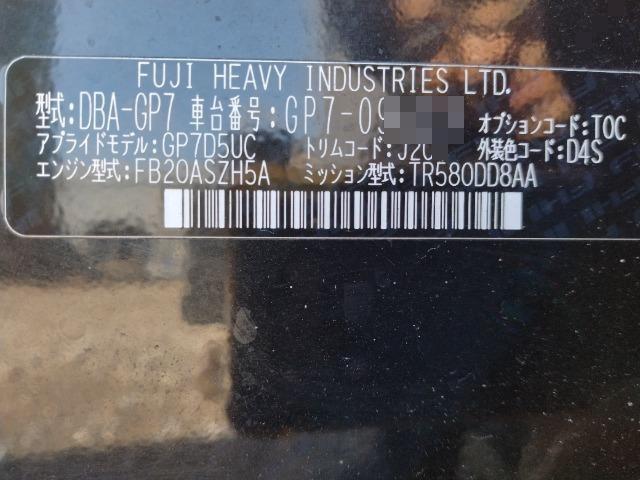 FUJI HEAVY INDUSTRIES LTD.
型式:DBA-GP7 車台番号:GP7-09 オプションコード:TOC
アプライドモデル:GP7D5UC トリムコード:J2C 外装色コード:D4S
エンジン型式:FB20ASZH5A ミッション型式:TR580DD8AA